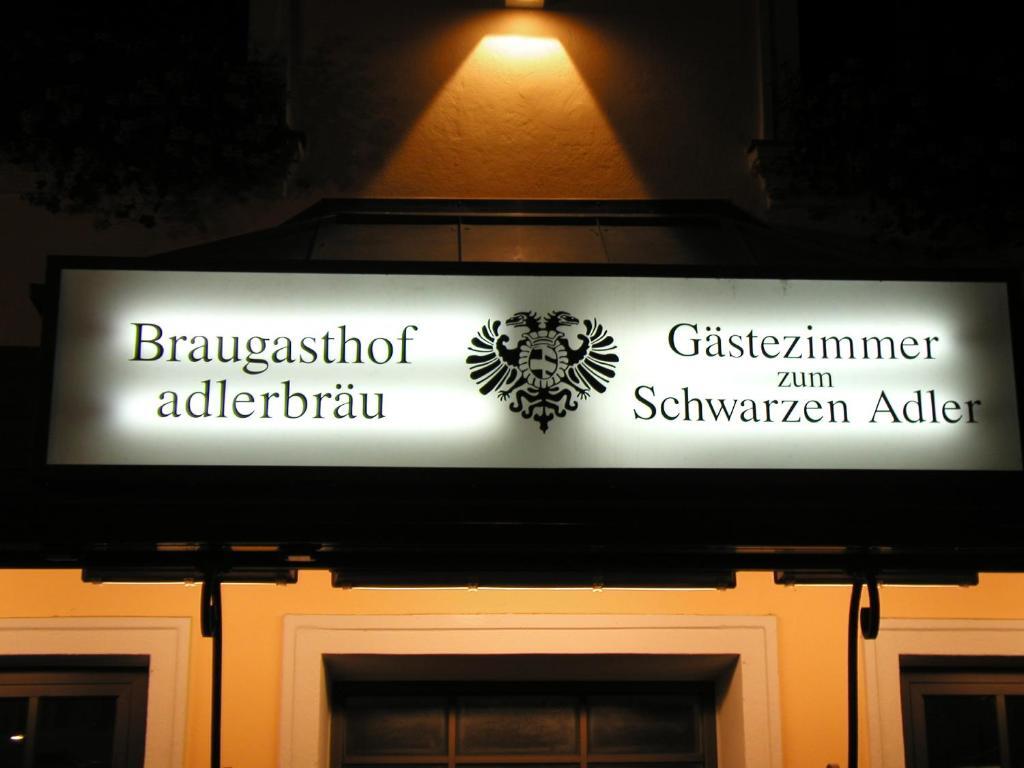 Braugasthof
adlerbräu
Gästezimmer
zum
Schwarzen Adler